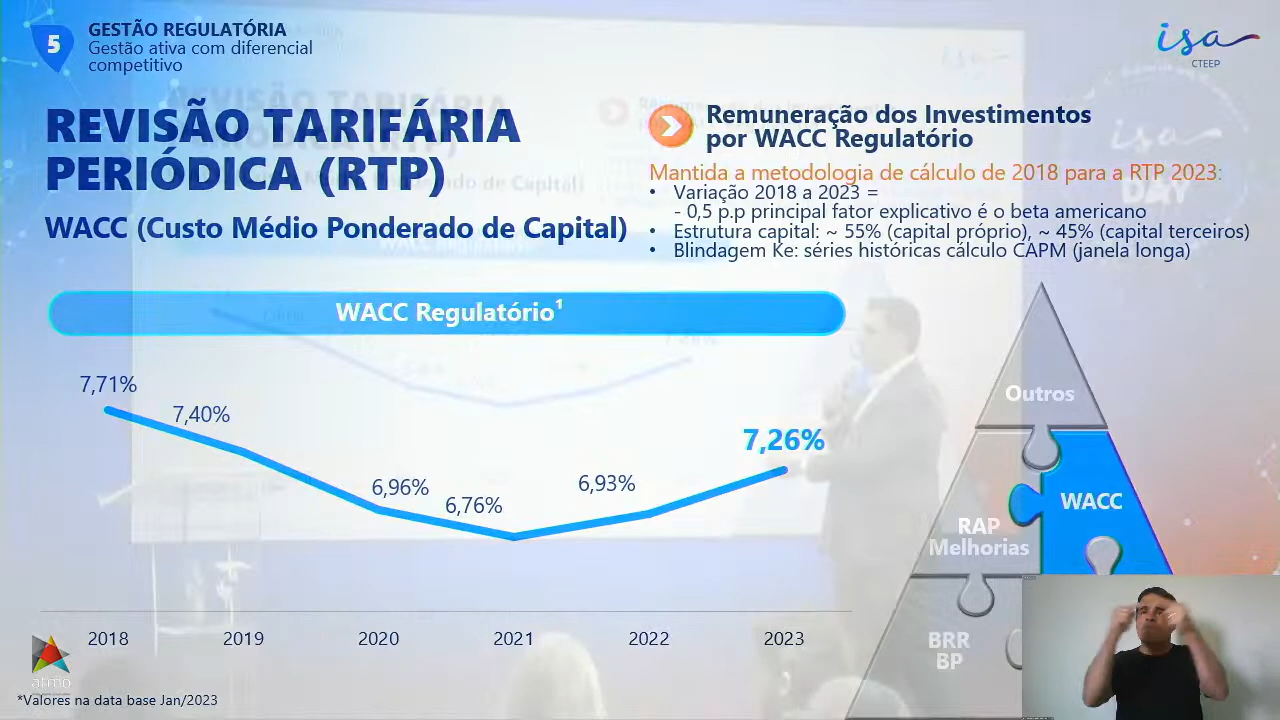 5
GESTÃO REGULATÓRIA
Gestão ativa com diferencial
competitivo
isa
CTEEP
REVISÃO TARIFÁRIA
PERIÓDICA (RTP)
WACC (Custo Médio Ponderado de Capital)
Remuneração dos Investimentos
por WACC Regulatório
Mantida a metodologia de cálculo de 2018 para a RTP 2023:
• Variação 2018 a 2023 =
- 0,5 p.p principal fator explicativo é o beta americano
• Estrutura capital: ~ 55% (capital próprio), ~ 45% (capital terceiros)
• Blindagem Ke: séries históricas cálculo CAPM (janela longa)
WACC Regulatório¹
7,71%
7,40%
6,96%
6,76%
6,93%
7,26%
2018
2019
2020
2021
2022
2023
Outros
WACC
RAP
Melhorias
BRR
BP
atmo
*Valores na data base Jan/2023
isa
DAY